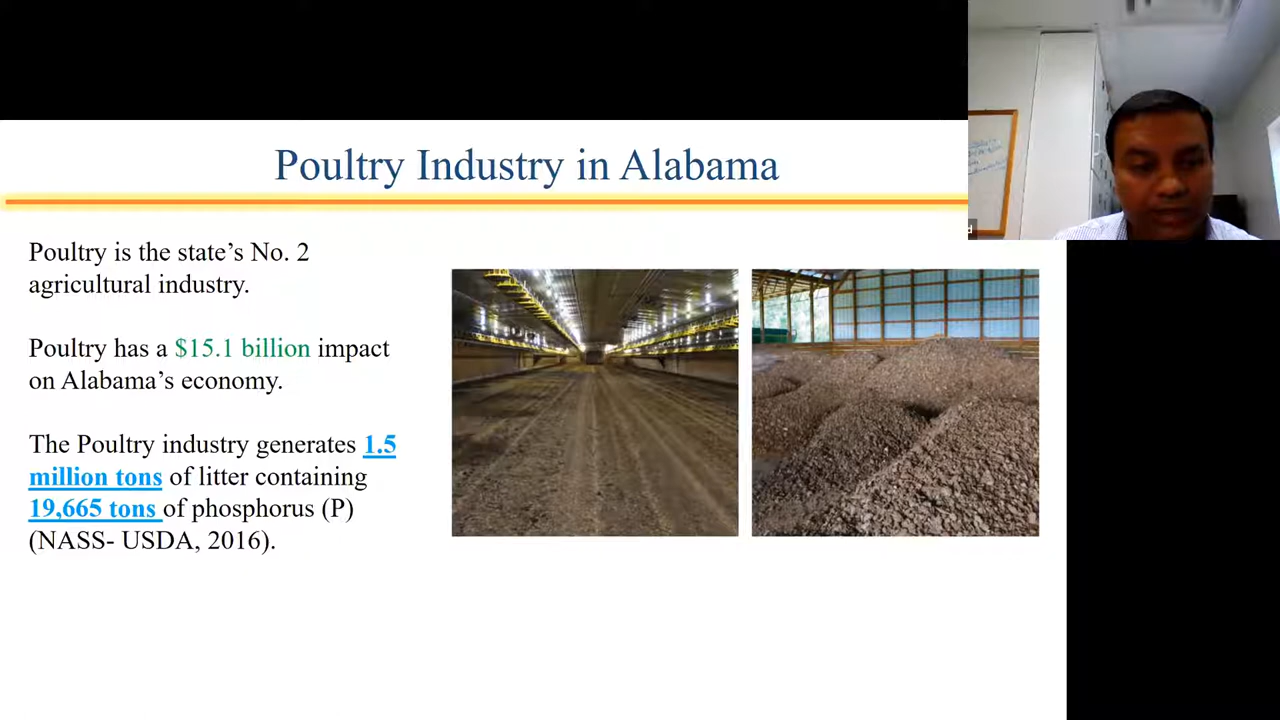 Poultry Industry in Alabama
Poultry is the state’s No. 2
agricultural industry.
Poultry has a $15.1 billion impact
on Alabama’s economy.
The Poultry industry generates 1.5
million tons of litter containing
19,665 tons of phosphorus (P)
(NASS- USDA, 2016).